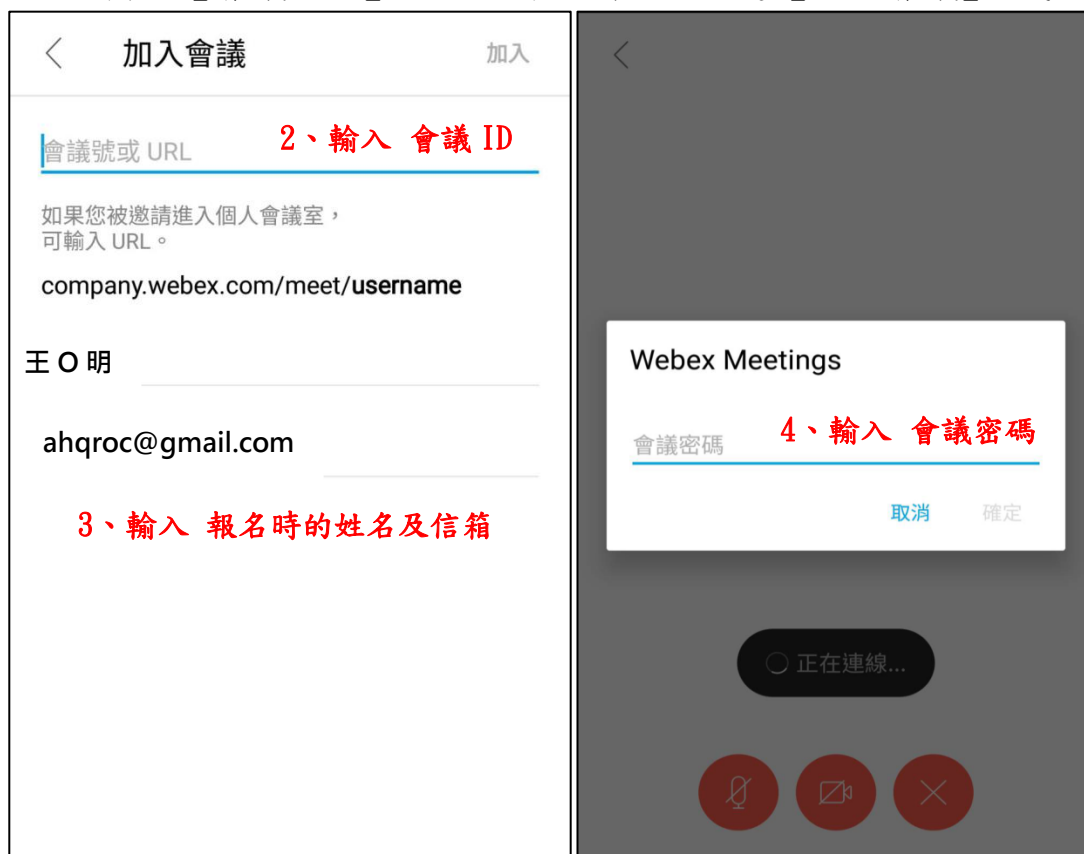 加入會議
加入
會議號或 URL
2、輸入 會議 ID
如果您被邀請進入個人會議室，
可輸入 URL。
company.webex.com/meet/username
王 O 明
ahqroc@gmail.com
3、輸入 報名時的姓名及信箱
Webex Meetings
會議密碼
4、輸入 會議密碼
取消
確定
正在連線...